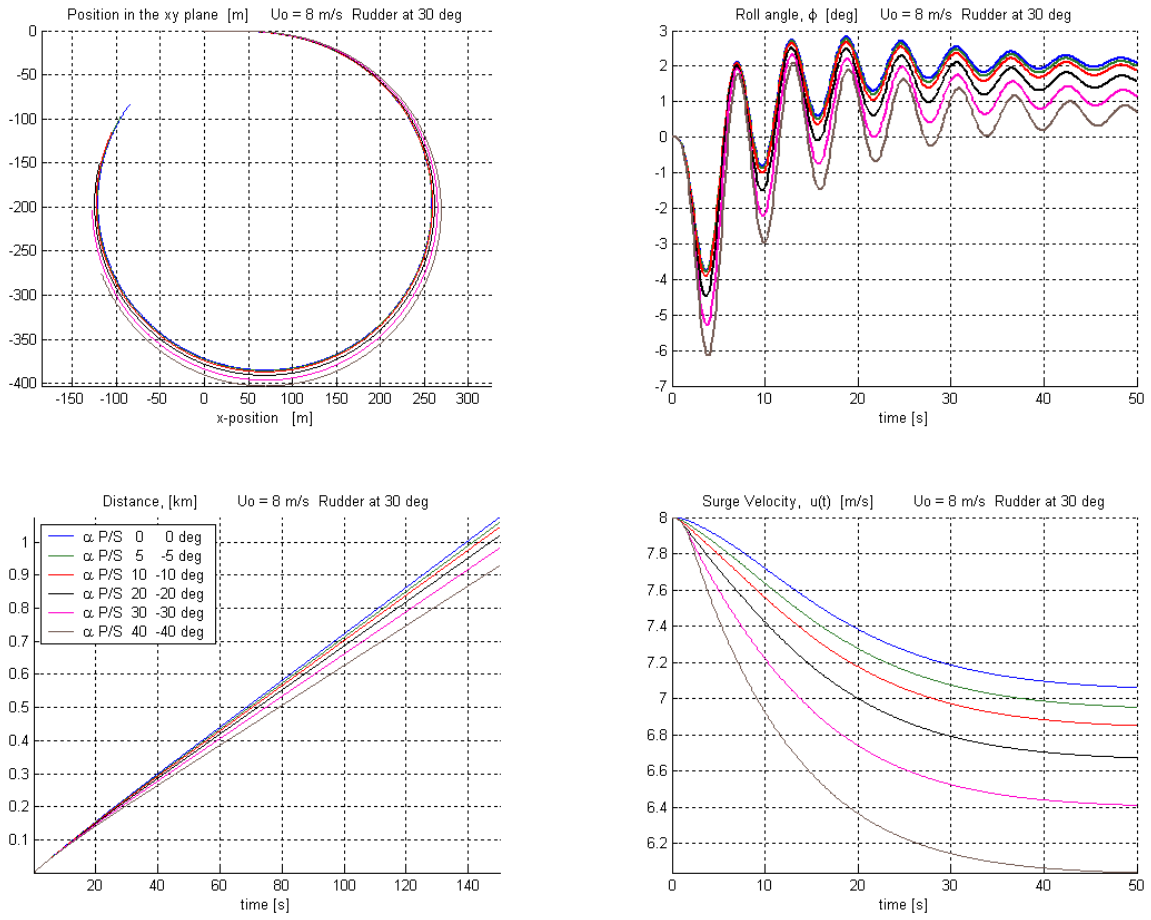 Position in the xy plane [m] Uo = 8 m/s Rudder at 30 deg
0
-50
-100
-150
-200
-250
-300
-350
-400
-150 -100 -50 0 50 100 150 200 250 300
x-position [m]
Roll angle, ϕ [deg] Uo = 8 m/s Rudder at 30 deg
3
2
1
0
-1
-2
-3
-4
-5
-6
-7
0 10 20 30 40 50
time [s]
Distance, [km] Uo = 8 m/s Rudder at 30 deg
α P/S 0 0 deg
α P/S 5 -5 deg
α P/S 10 -10 deg
α P/S 20 -20 deg
α P/S 30 -30 deg
α P/S 40 -40 deg
1
0.9
0.8
0.7
0.6
0.5
0.4
0.3
0.2
0.1
20 40 60 80 100 120 140
time [s]
Surge Velocity, u(t) [m/s] Uo = 8 m/s Rudder at 30 deg
8
7.8
7.6
7.4
7.2
7
6.8
6.6
6.4
6.2
0 10 20 30 40 50
time [s]